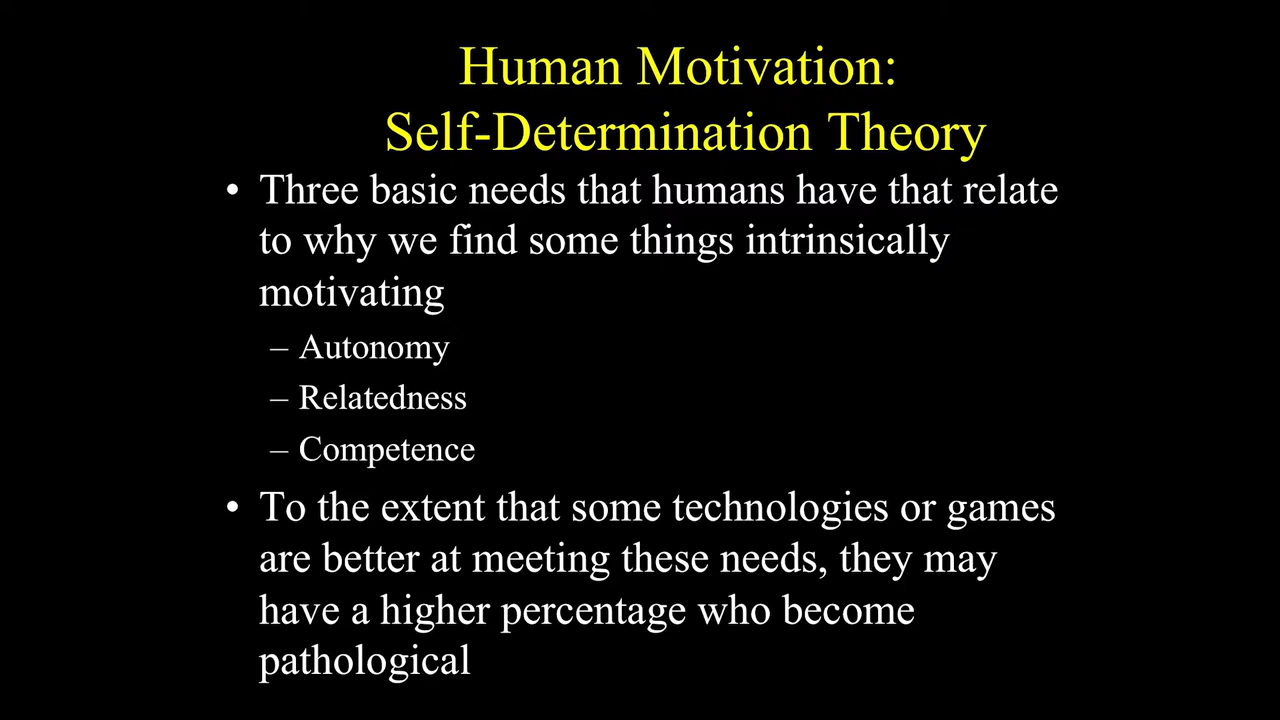 Human Motivation:
Self-Determination Theory
• Three basic needs that humans have that relate
to why we find some things intrinsically
motivating
– Autonomy
– Relatedness
– Competence
• To the extent that some technologies or games
are better at meeting these needs, they may
have a higher percentage who become
pathological